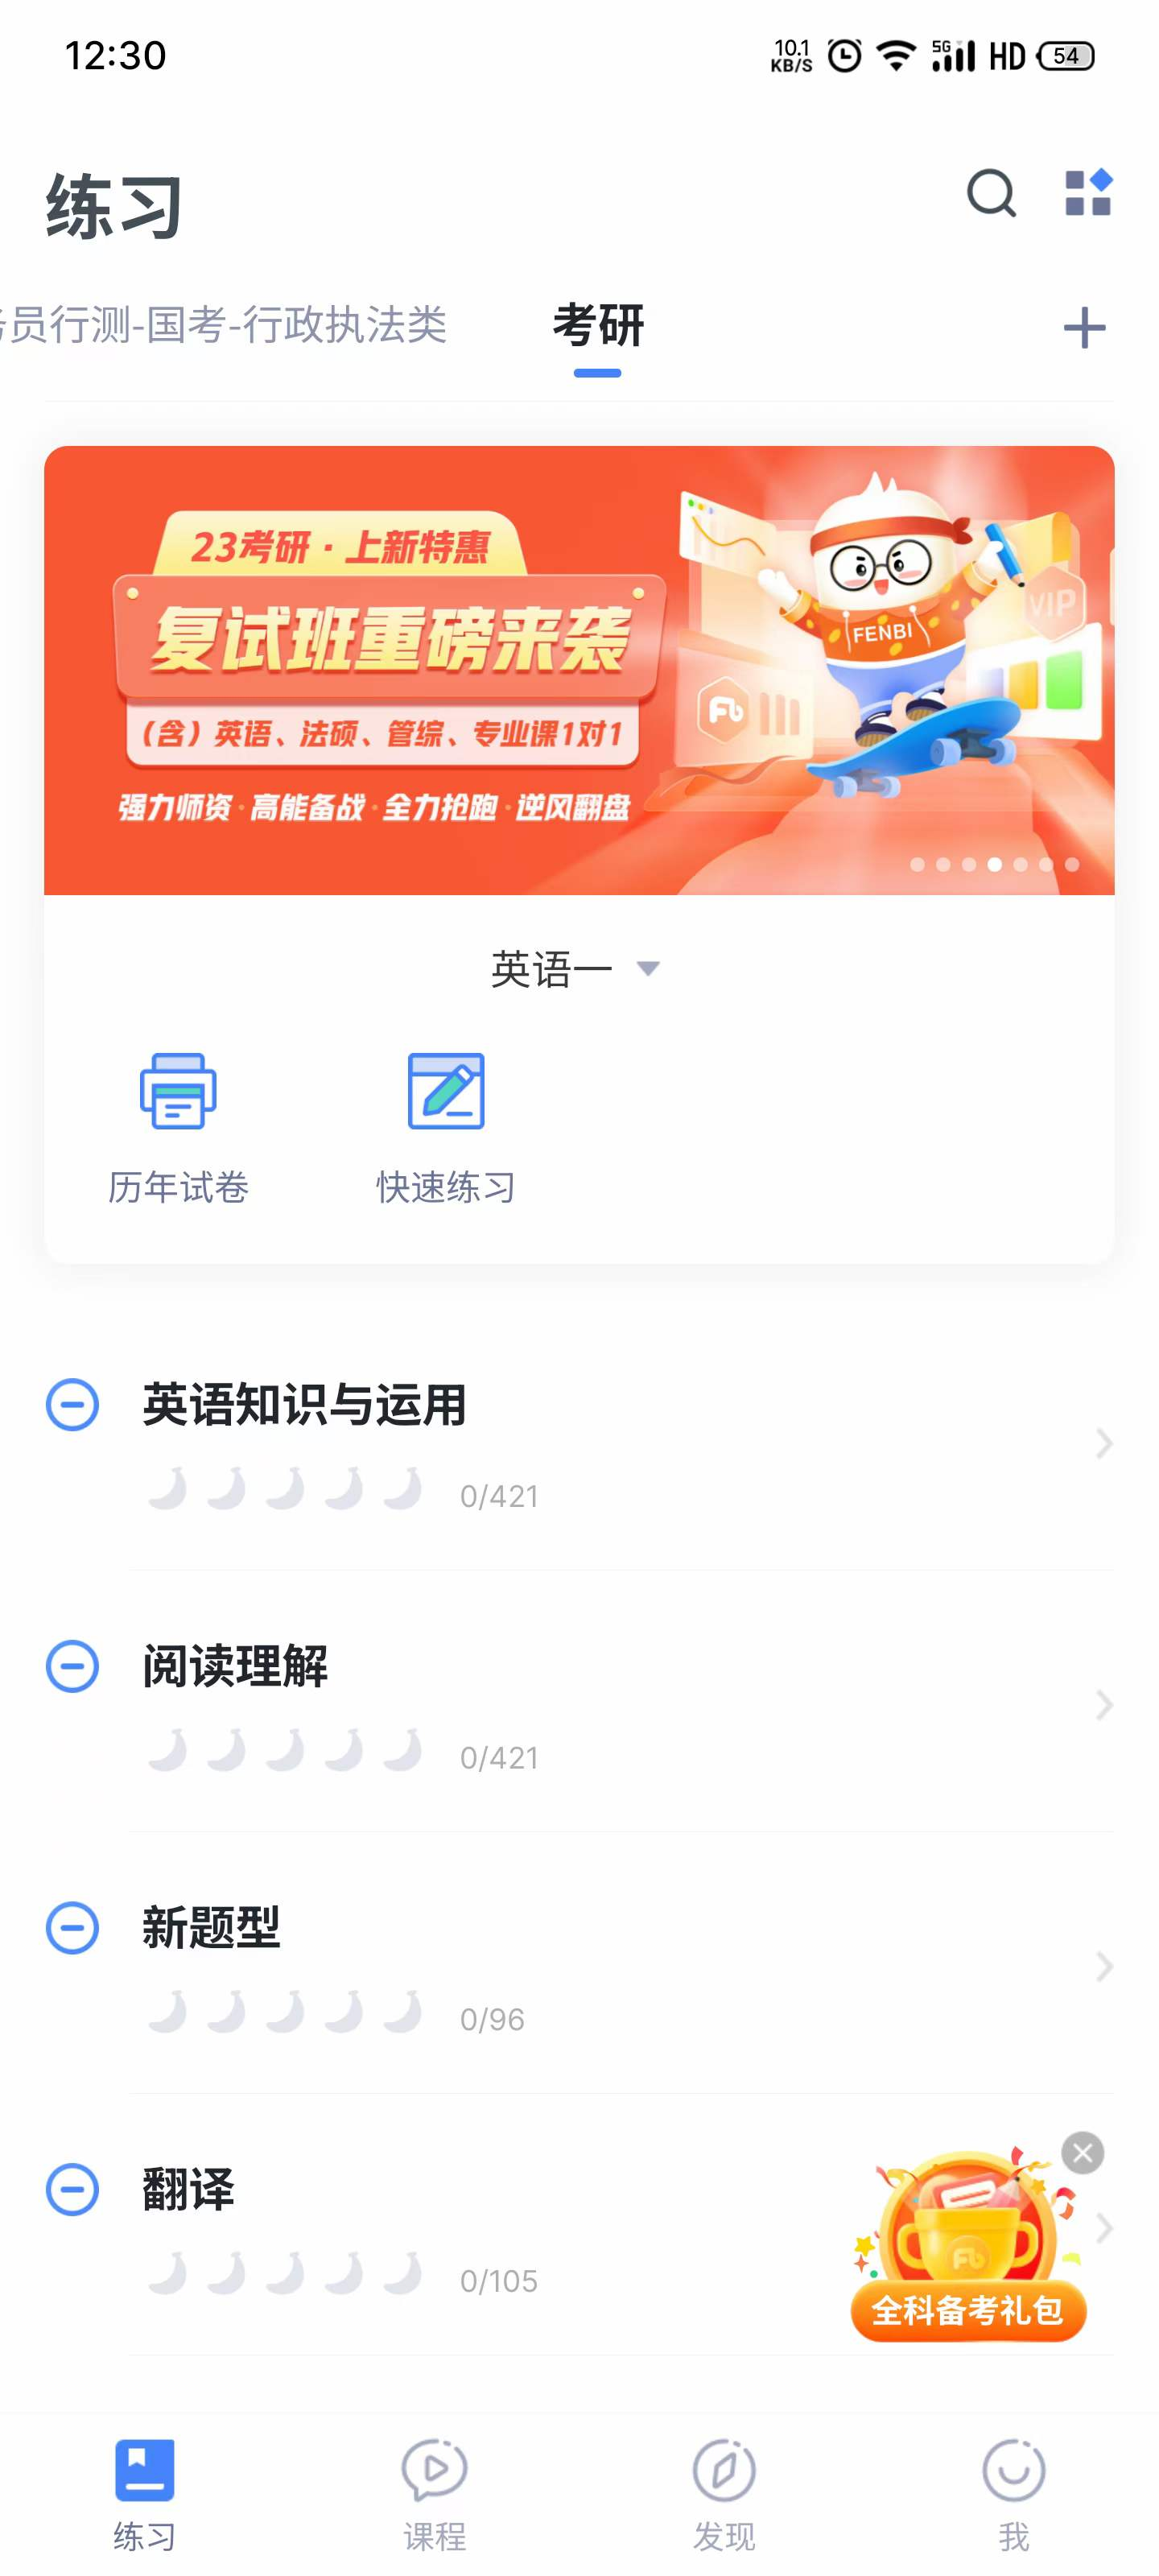 12:30
10.1
KB/S
5G
HD
54
练习
员行测-国考-行政执法类
考研
23考研·上新特惠
复试班重磅来袭
（含）英语、法硕、管综、专业课1对1
强力师资·高能备战·全力抢跑·逆风翻盘
FENBI
VIP
Fb
英语一
历年试卷
快速练习
英语知识与运用
0/421
阅读理解
0/421
新题型
0/96
翻译
0/105
Fb
全科备考礼包
练习
课程
发现
我